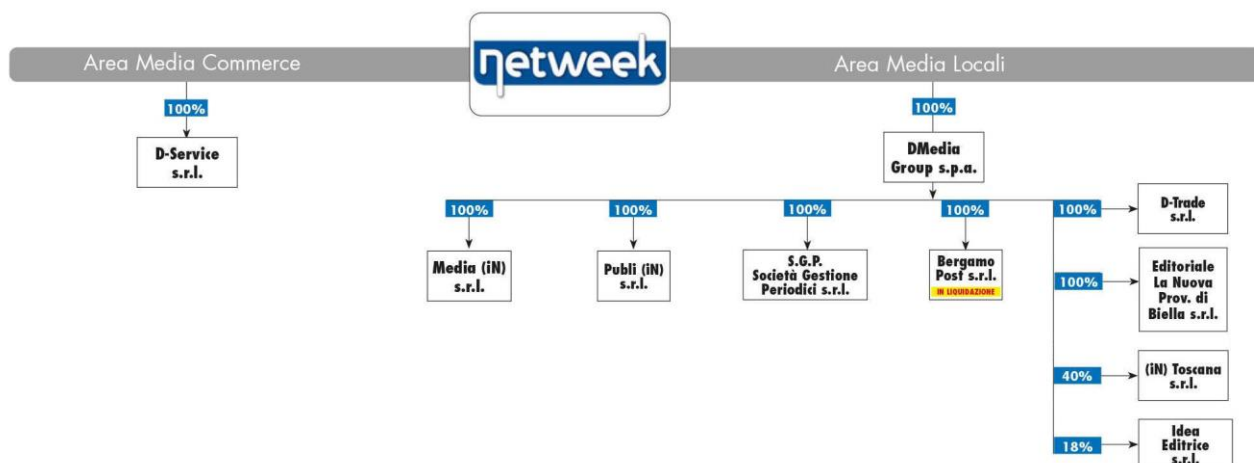 netweek
Area Media Commerce
Area Media Locali
100%
100%
D-Service
s.r.l.
DMedia
Group s.p.a.
100%
100%
100%
100%
100%
Media (iN)
s.r.l.
Publi (iN)
s.r.l.
S.G.P.
Società Gestione
Periodici s.r.l.
Bergamo
Post s.r.l.
IN LIQUIDAZIONE
D-Trade
s.r.l.
100%
Editoriale
La Nuova
Prov. di
Biella s.r.l.
40%
(iN) Toscana
s.r.l.
18%
Idea
Editrice
s.r.l.